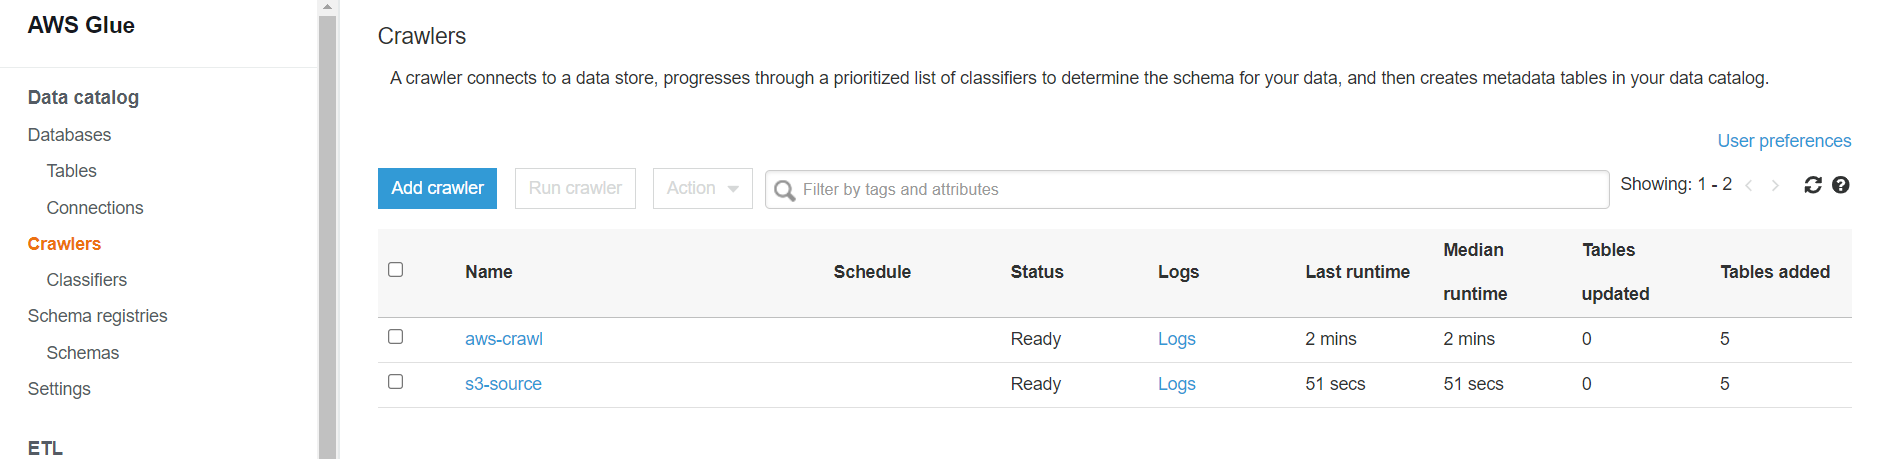 AWS Glue
Data catalog
Databases
Tables
Connections
Crawlers
Classifiers
Schema registries
Schemas
Settings
ETL
Crawlers
A crawler connects to a data store, progresses through a prioritized list of classifiers to determine the schema for your data, and then creates metadata tables in your data catalog.
User preferences
Add crawler Run crawler Action Filter by tags and attributes Showing: 1 - 2
Name Schedule Status Logs Last runtime Median runtime Tables updated Tables added
aws-crawl Ready Logs 2 mins 2 mins 0 5
s3-source Ready Logs 51 secs 51 secs 0 5